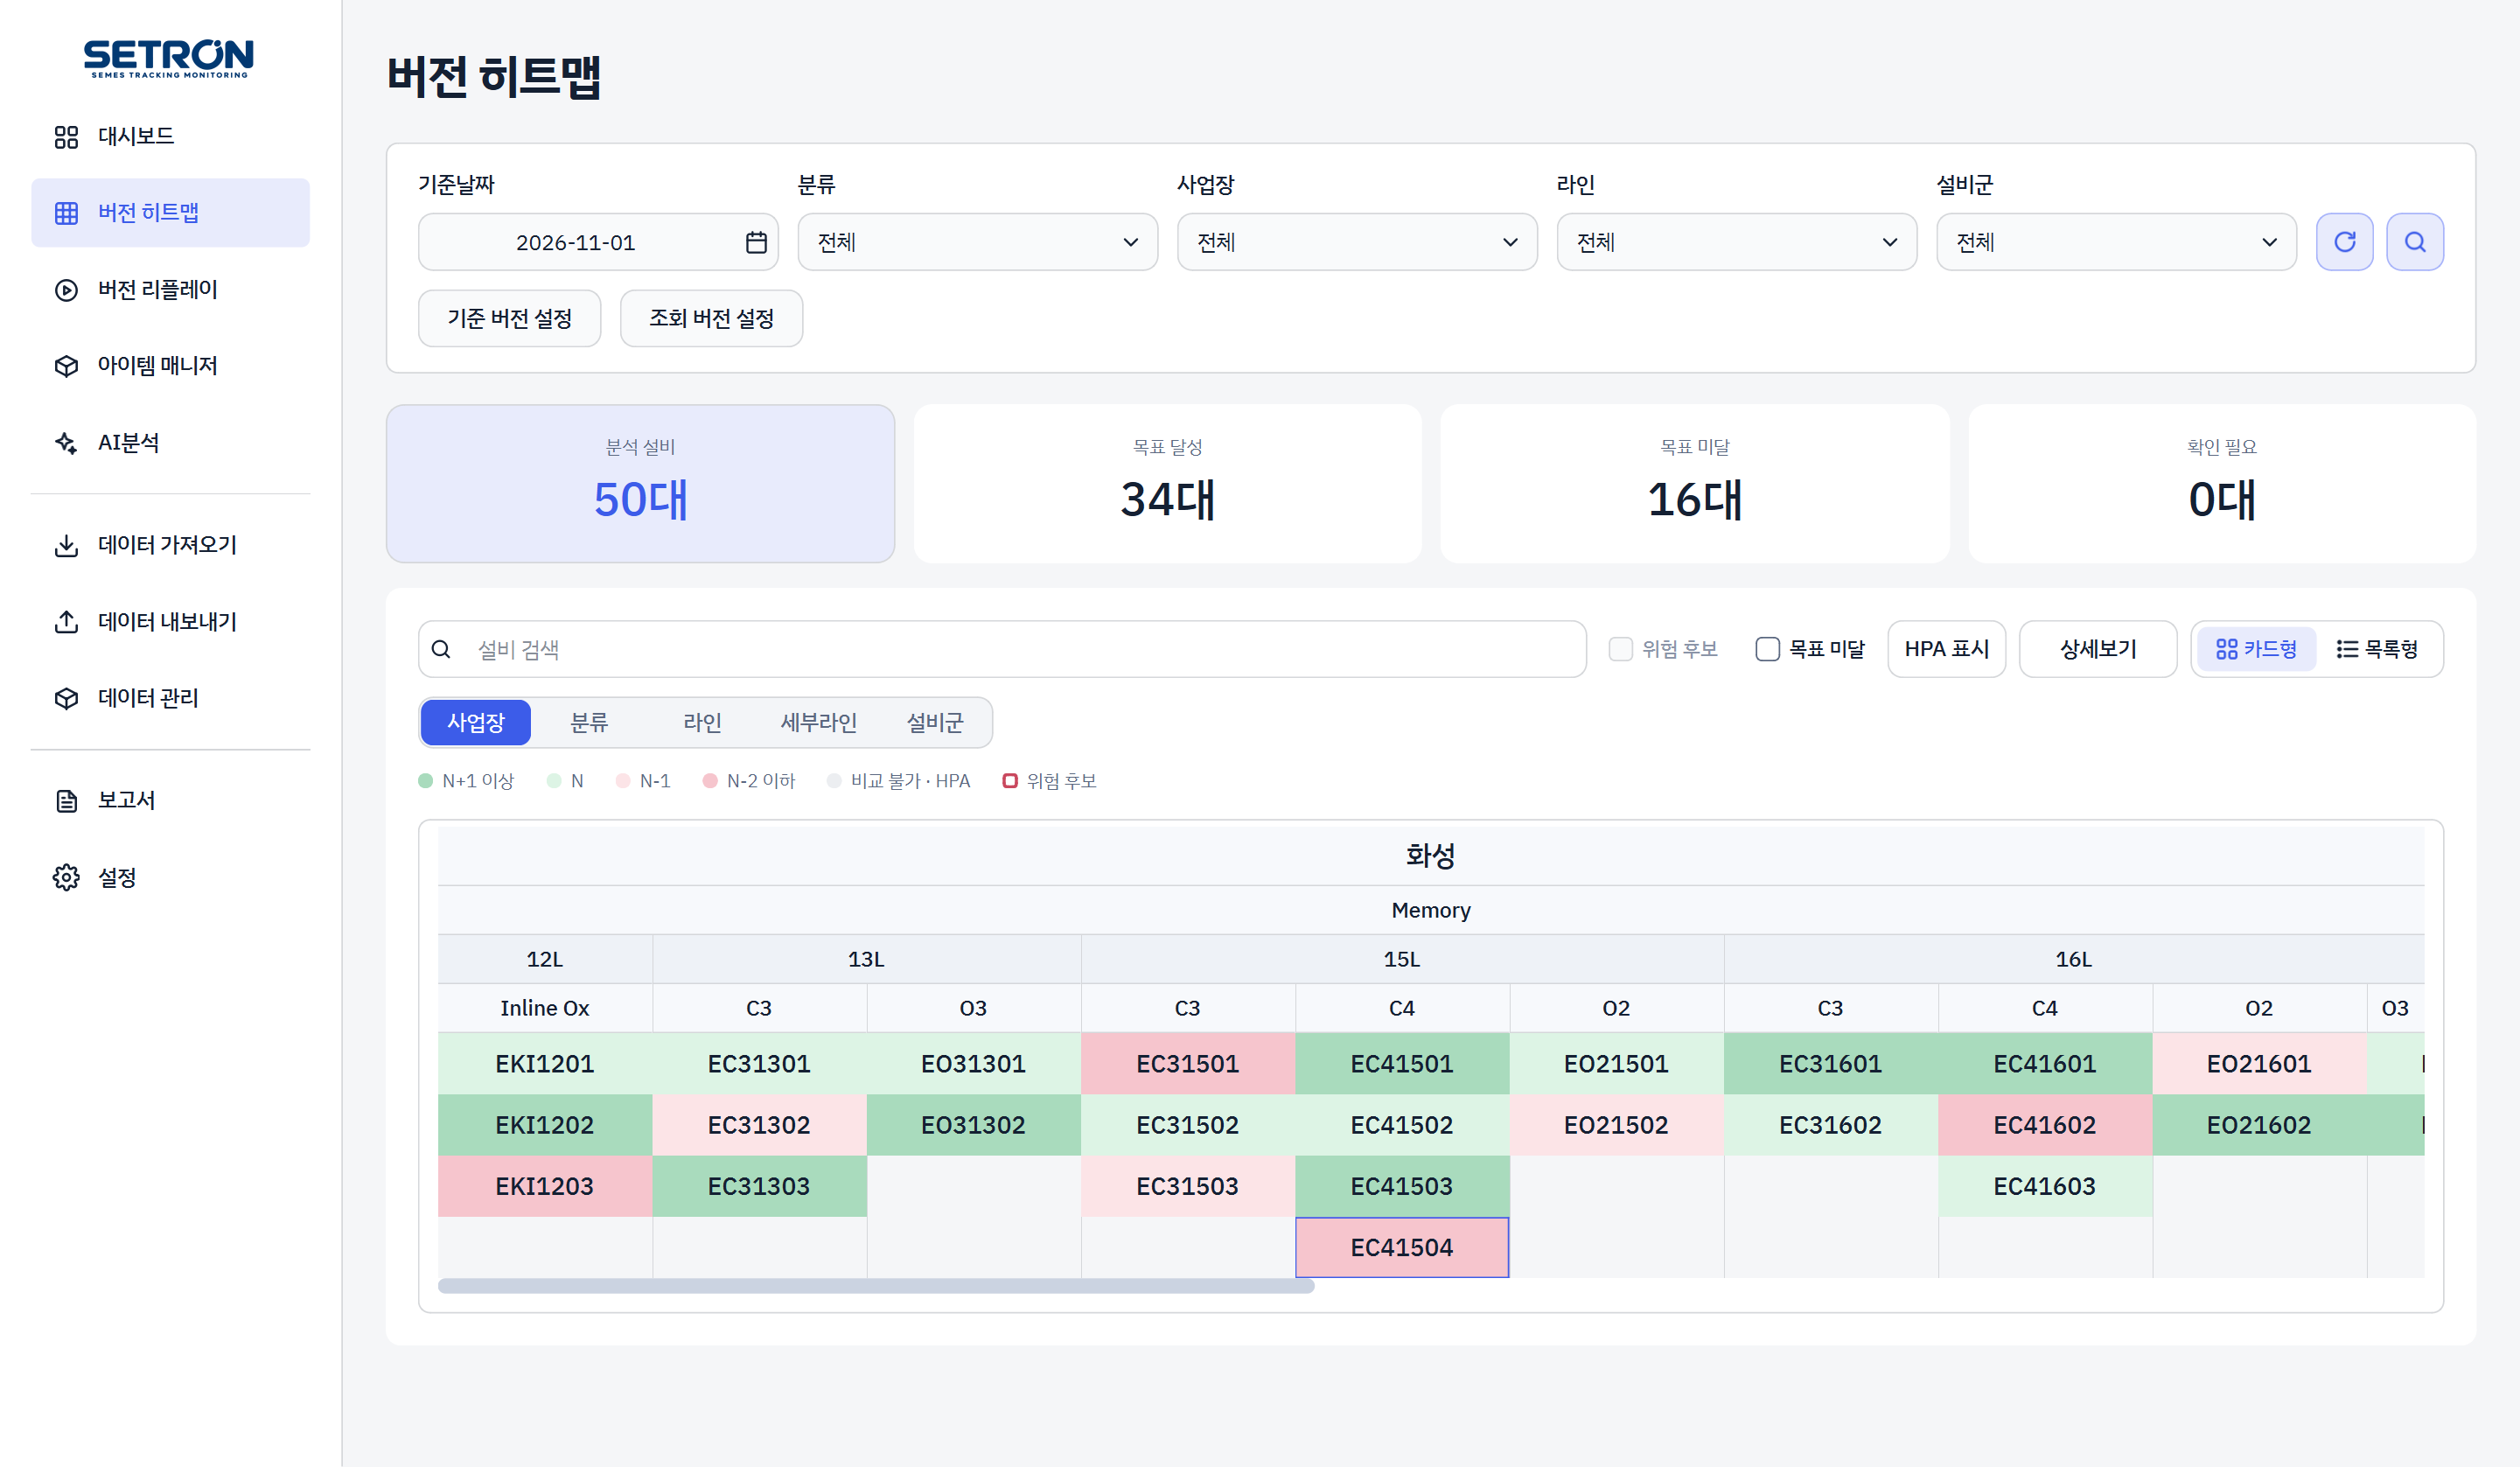 SETRON
SEMES TRACKING MONITORING
대시보드
버전 히트맵
버전 리플레이
아이템 매니저
AI분석
데이터 가져오기
데이터 내보내기
데이터 관리
보고서
설정
버전 히트맵
기준날짜 분류 사업장 라인 설비군
2026-11-01 전체 전체 전체 전체
기준 버전 설정 조회 버전 설정
분석 설비 목표 달성 목표 미달 확인 필요
50대 34대 16대 0대
설비 검색 위험 후보 목표 미달 HPA 표시 상세보기 카드형 목록형
사업장 분류 라인 세부라인 설비군
N+1 이상 N N-1 N-2 이하 비교 불가 · HPA 위험 후보
화성
Memory
12L 13L 15L 16L
Inline Ox C3 O3 C3 C4 O2 C3 C4 O2 O3
EKI1201 EC31301 EO31301 EC31501 EC41501 EO21501 EC31601 EC41601 EO21601
EKI1202 EC31302 EO31302 EC31502 EC41502 EO21502 EC31602 EC41602 EO21602
EKI1203 EC31303 EC31503 EC41503 EC41603
EC41504